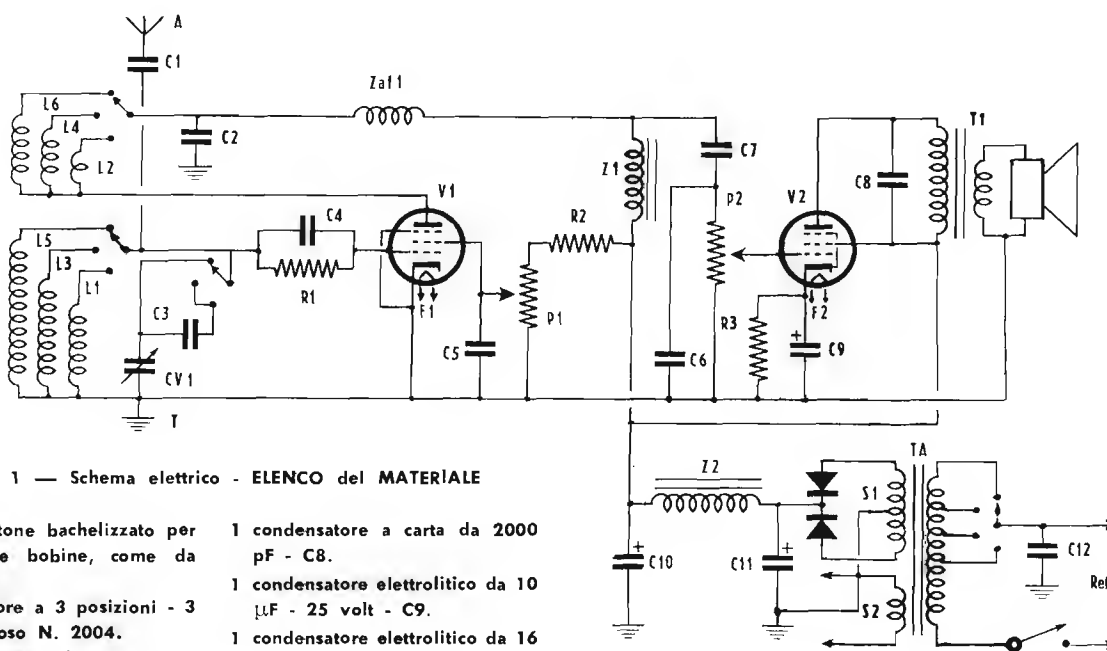 A
C1
L6
L4
L2
C2
Zaf1
Z1
C7
P2
V1
V2
C8
T1
L5
L3
L1
C4
R1
F1
R2
P1
C5
C3
CV1
T
C6
R3
F2
C9
1 — Schema elettrico - ELENCO del MATERIALE
tone bachelizzato per
e bobine, come da
ore a 3 posizioni - 3
oso N. 2004.
1 condensatore a carta da 2000
pF - C8.
1 condensatore elettrolitico da 10
µF - 25 volt - C9.
1 condensatore elettrolitico da 16
Z2
TA
S1
S2
C10
C11
C12
Ret